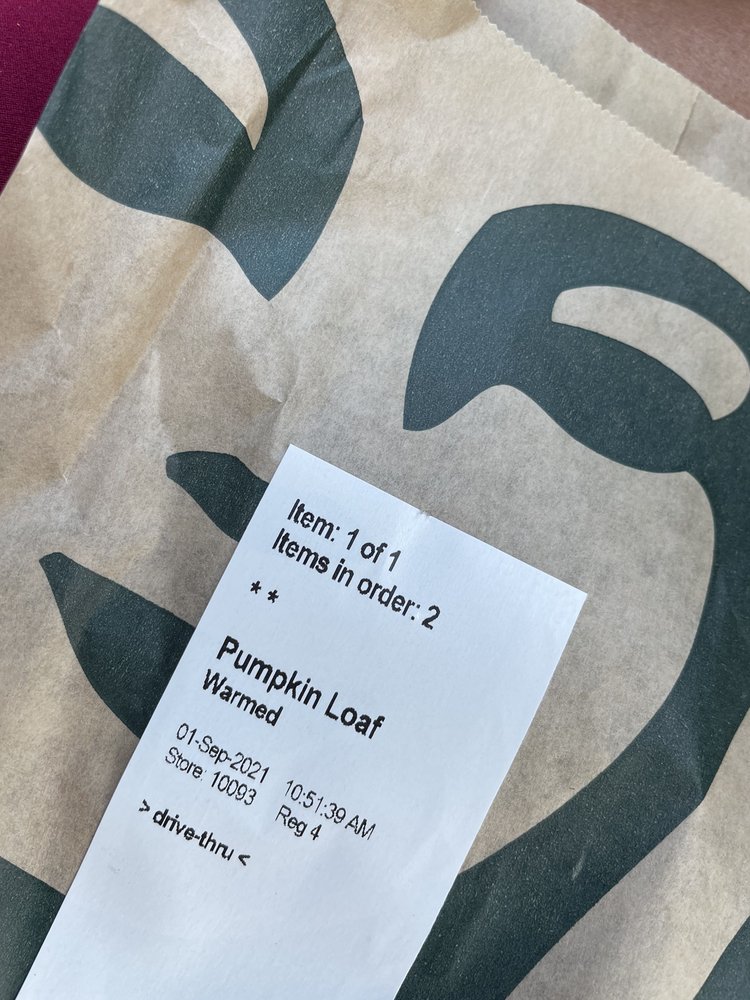 Item: 1 of 1
Items in order: 2
* *
Pumpkin Loaf
Warmed
01-Sep-2021 10:51:39 AM
Store: 10093 Reg 4
> drive-thru <